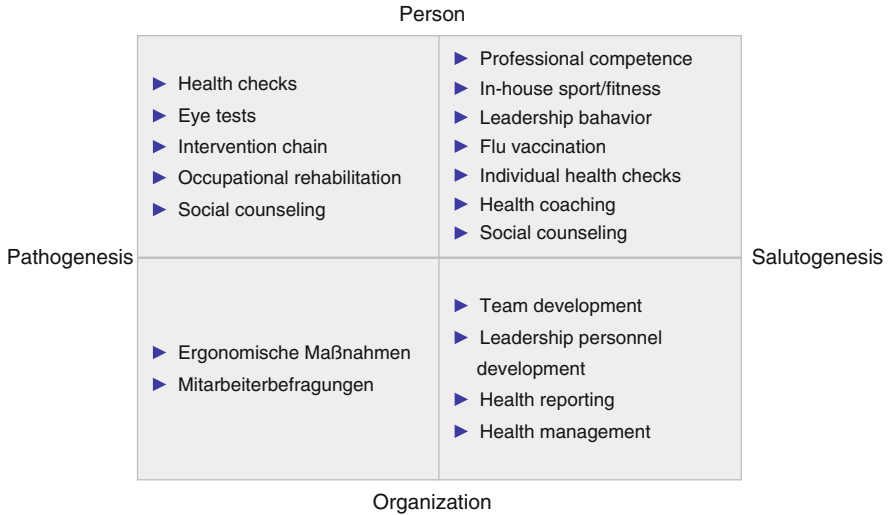 Person
Health checks
Eye tests
Intervention chain
Occupational rehabilitation
Social counseling
Professional competence
In-house sport/fitness
Leadership bahavior
Flu vaccination
Individual health checks
Health coaching
Social counseling
Pathogenesis
Salutogenesis
Ergonomische Maßnahmen
Mitarbeiterbefragungen
Team development
Leadership personnel
development
Health reporting
Health management
Organization